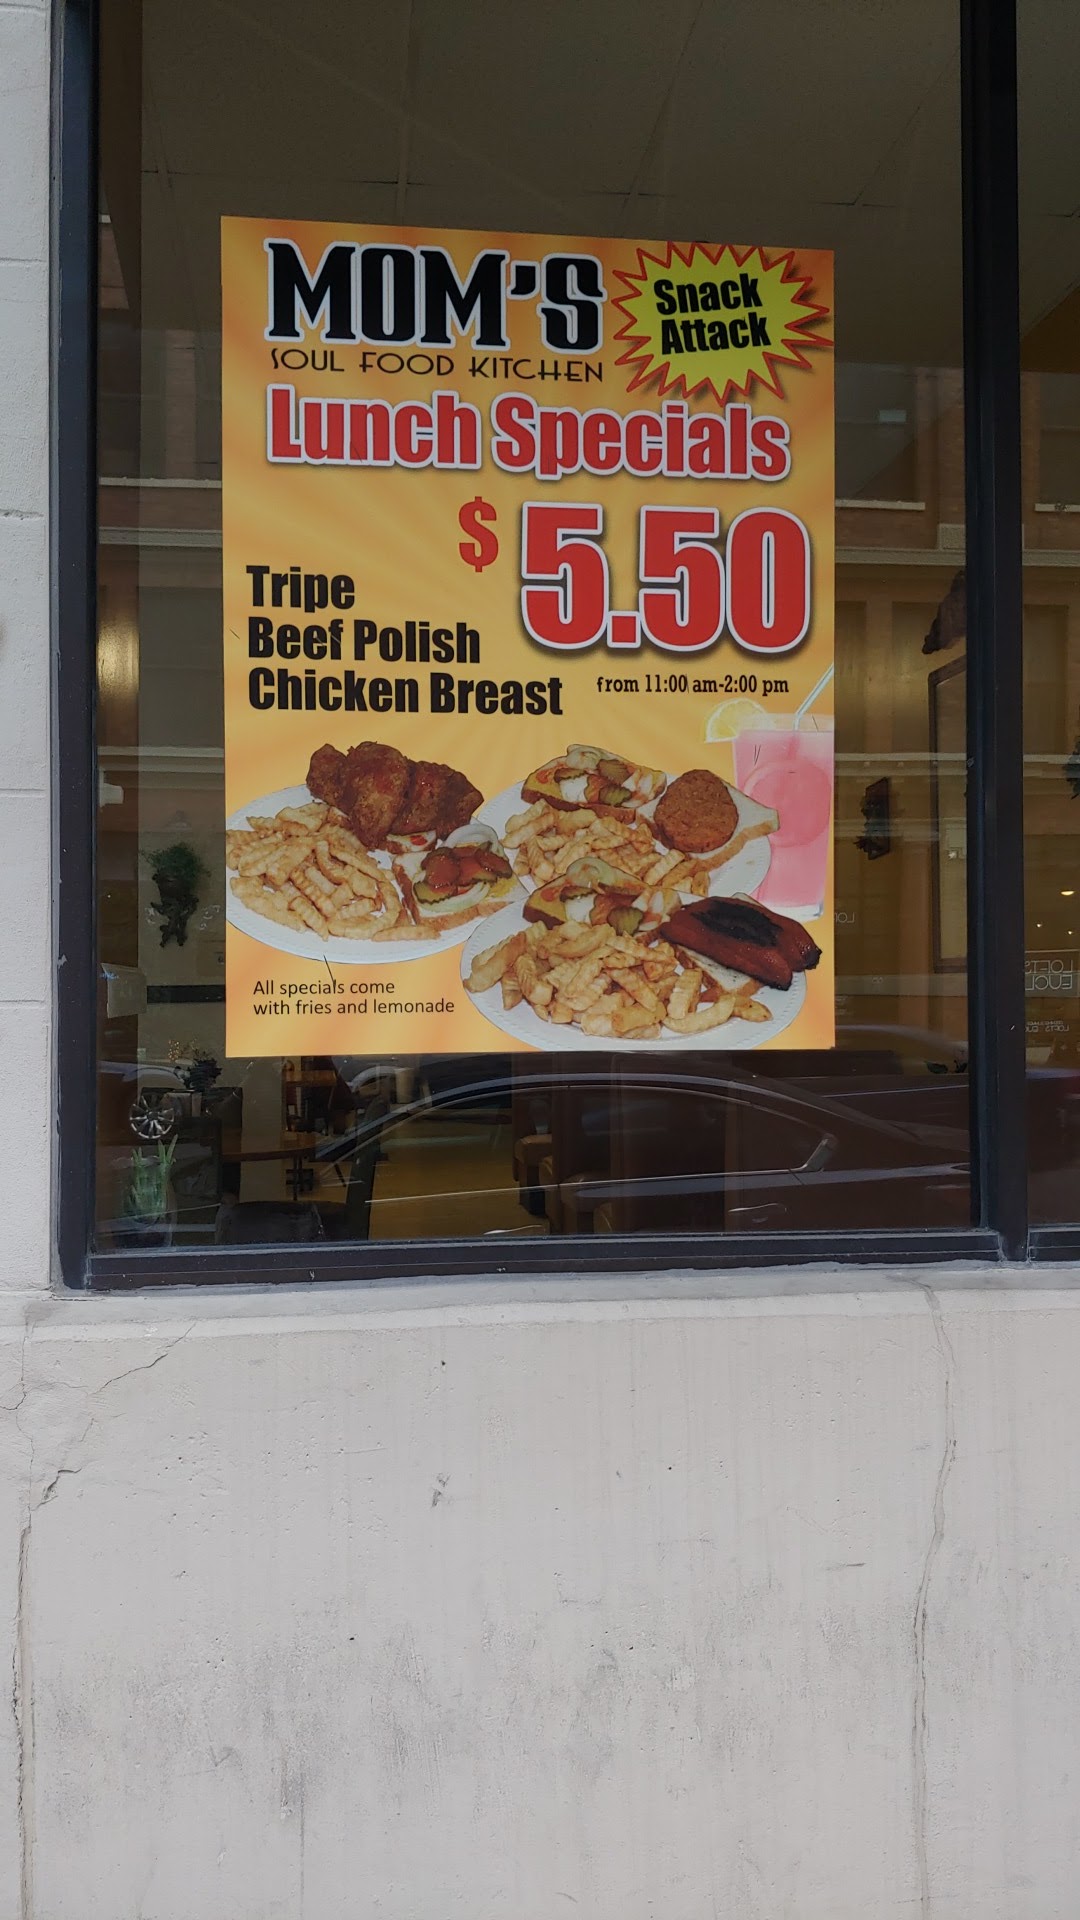 MOM'S
SOUL FOOD KITCHEN
Snack
Attack
Lunch Specials
$ 5.50
Tripe
Beef Polish
Chicken Breast
from 11:00 am-2:00 pm
All specials come
with fries and lemonade